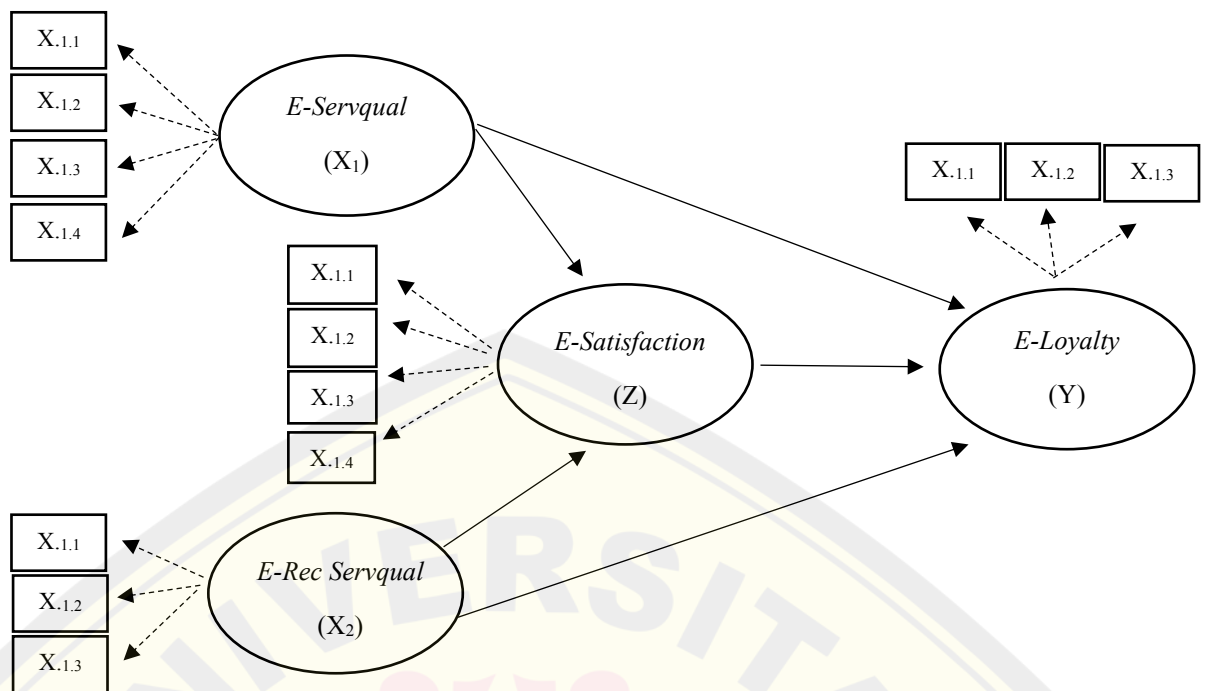 X.1.1
X.1.2
X.1.3
X.1.4
E-Servqual
(X1)
X.1.1 X.1.2 X.1.3
X.1.1
X.1.2
X.1.3
X.1.4
E-Satisfaction
(Z)
E-Loyalty
(Y)
X.1.1
X.1.2
X.1.3
E-Rec Servqual
(X2)